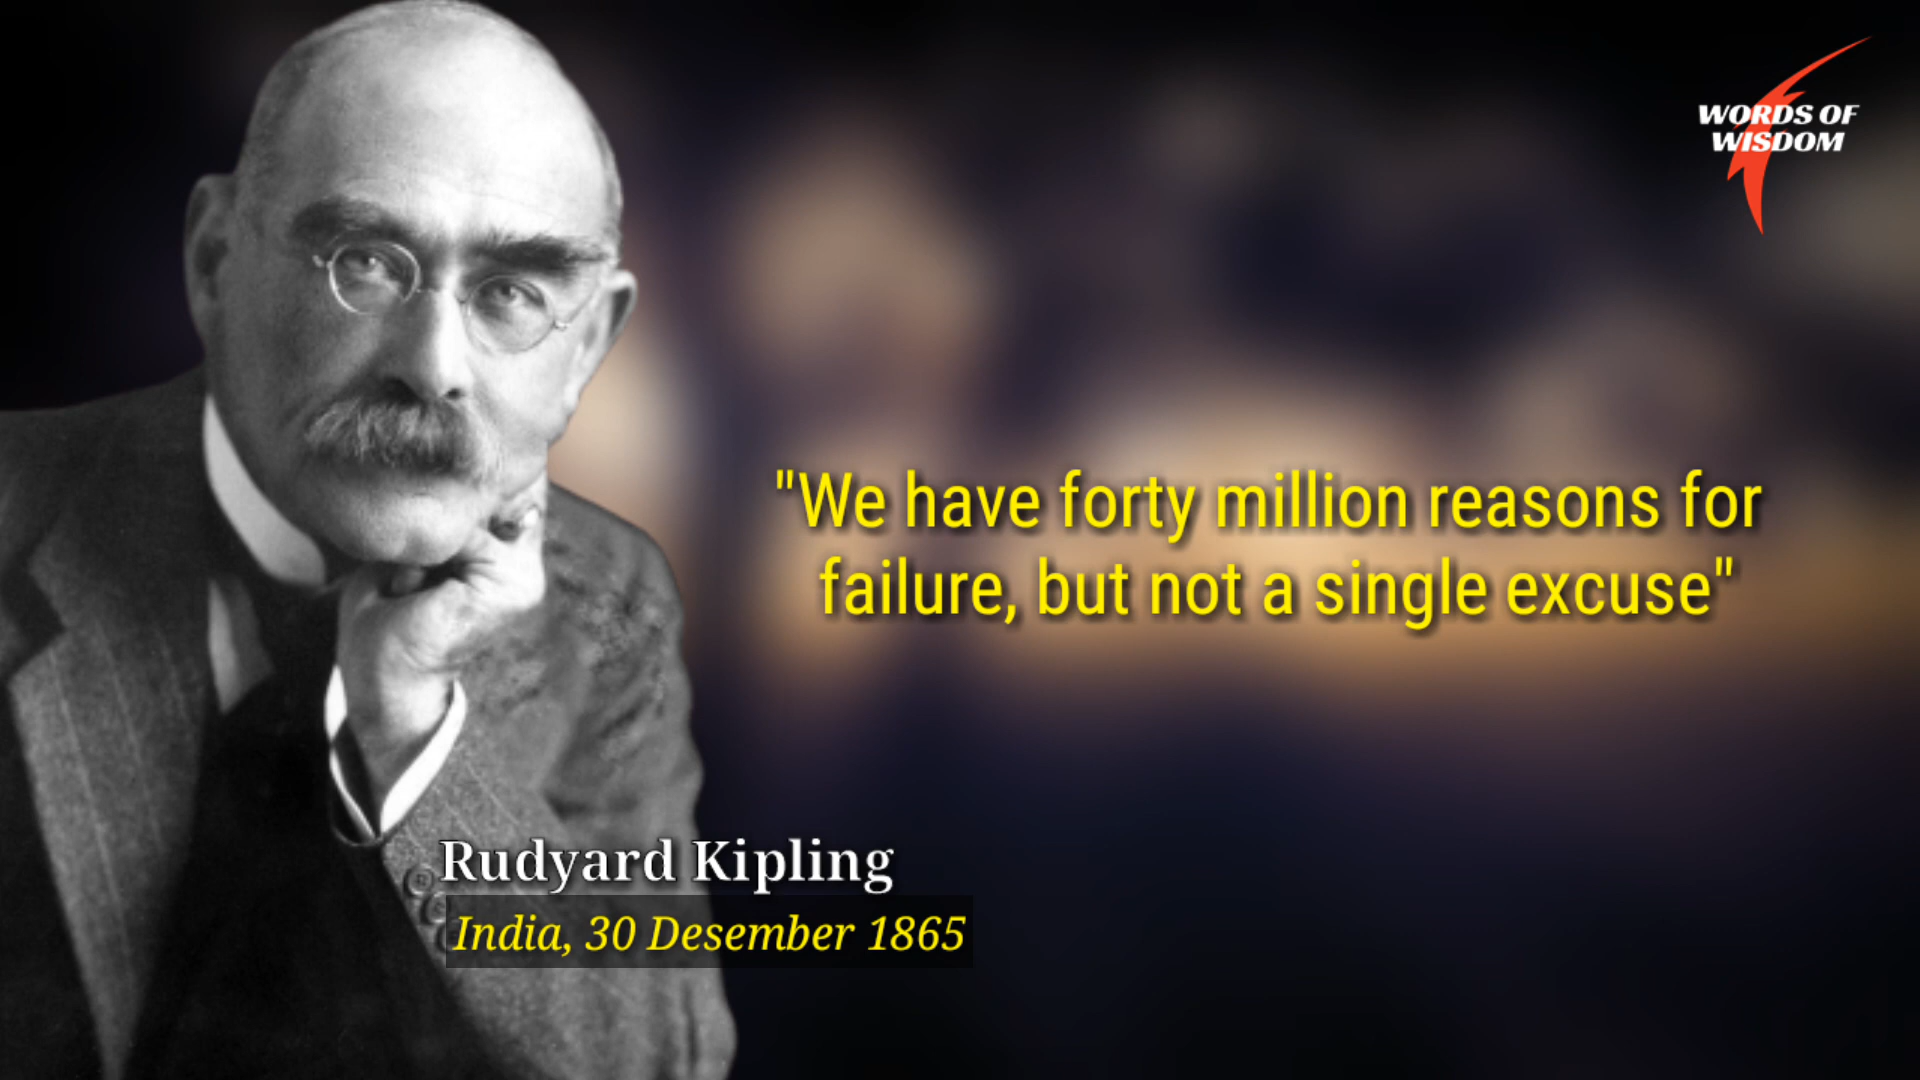 WORDS OF
WISDOM
"We have forty million reasons for
failure, but not a single excuse"
Rudyard Kipling
India, 30 Desember 1865